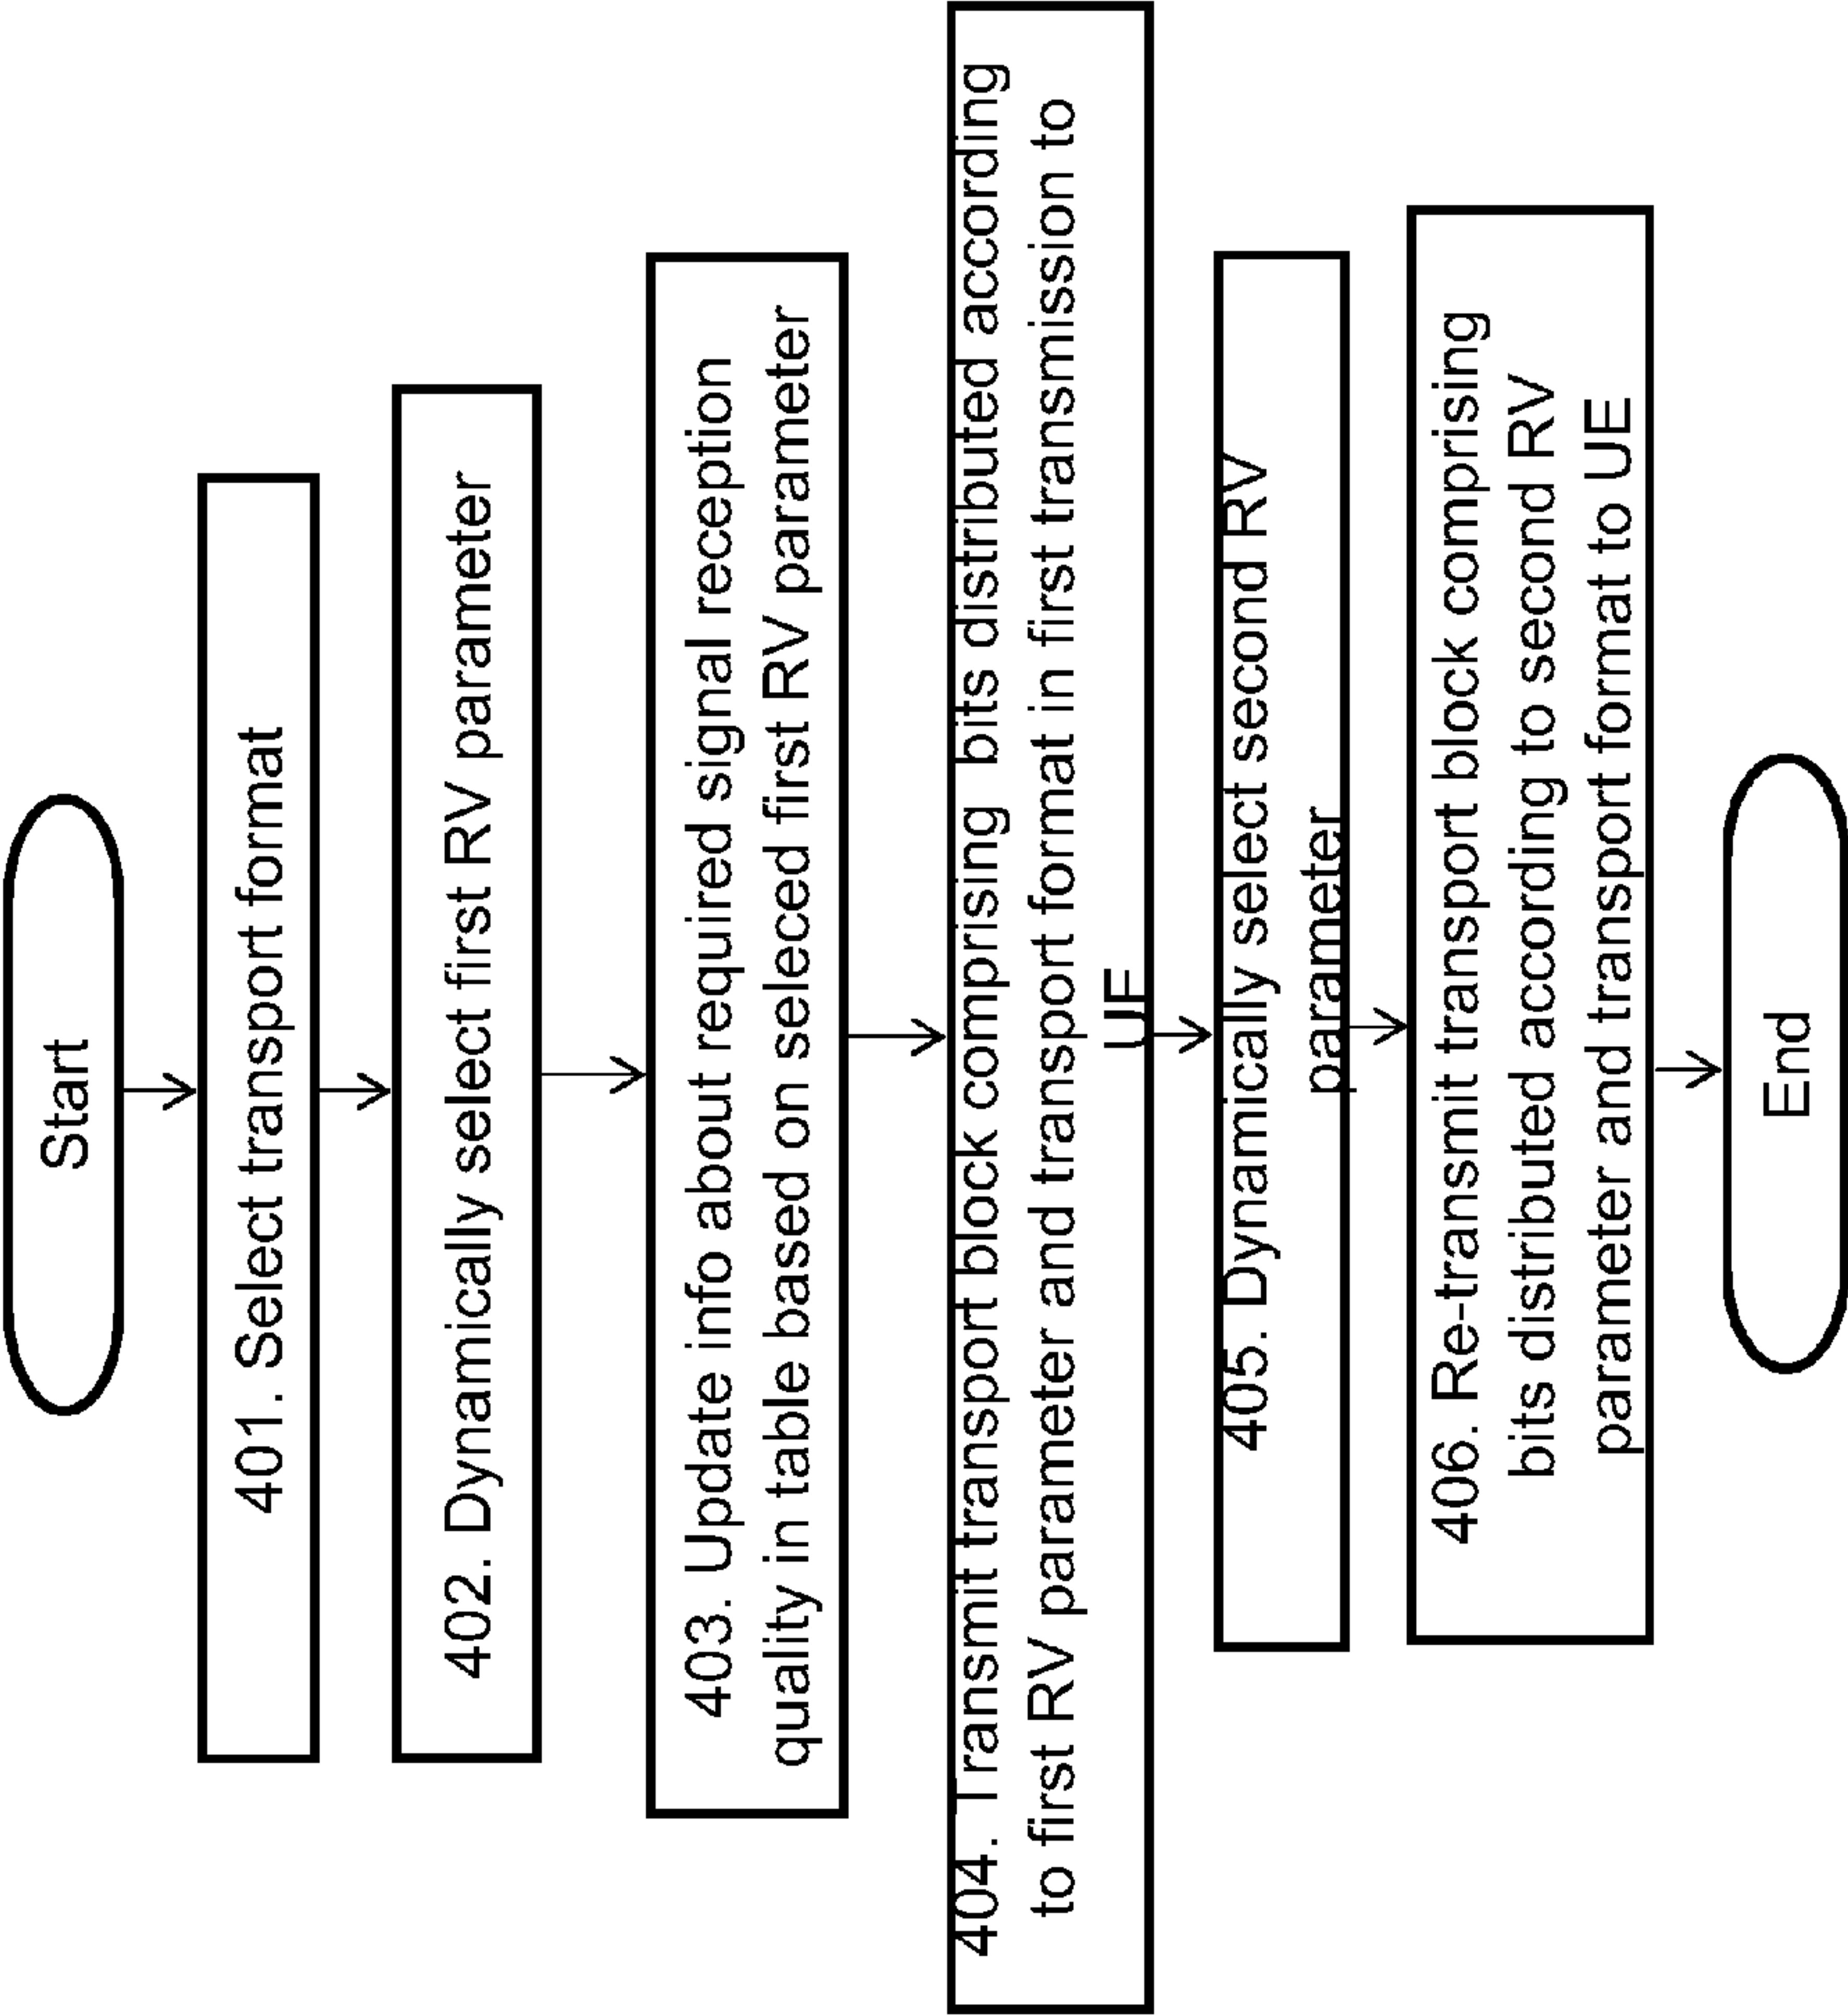 Start
401. Select transport format
402. Dynamically select first RV parameter
403. Update info about required signal reception
quality in table based on seleced first RV parameter
404. Transmit transport block comprising bits distributed according
to first RV parameter and transport format in first transmission to
UE
405. Dynamically select second RV
parameter
406. Re-transmit transport block comprising
bits distributed according to second RV
parameter and transport format to UE
End